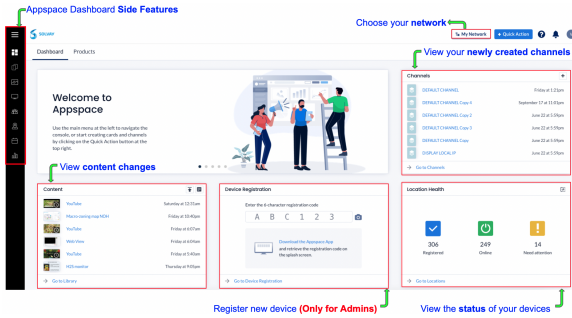 Appspace Dashboard Side Features
Choose your network
SOLUM
My Network
+ Quick Action
Dashboard
Products
View your newly created channels
Welcome to
Appspace
Use the main menu at the left to navigate the
console, or start creating cards and channels
by clicking on the Quick Action button at the
top right.
Channels
+
DEFAULT CHANNEL
Friday at 1:21pm
DEFAULT CHANNEL Copy 4
September 17 at 11:41pm
DEFAULT CHANNEL Copy 2
June 22 at 5:59pm
DEFAULT CHANNEL Copy 3
June 22 at 5:59pm
DEFAULT CHANNEL Copy
June 22 at 5:59pm
DISPLAY LOCAL IP
June 22 at 5:59pm
→ Go to Channels
View content changes
Content
YouTube
Saturday at 12:31am
Macro mining map MGH
Friday at 10:40pm
YouTube
Friday at 6:07am
Web View
Friday at 6:04am
YouTube
Friday at 5:40am
Thursday at 9:05pm
→ Go to Library
Device Registration
Enter the 6-character registration code
A B C 1 2 3
Download the Appspace App
and retrieve the registration code on
the splash screen.
→ Go to Device Registration
Location Health
306
Registered
249
Online
14
Need attention
→ Go to Locations
Register new device (Only for Admins)
View the status of your devices